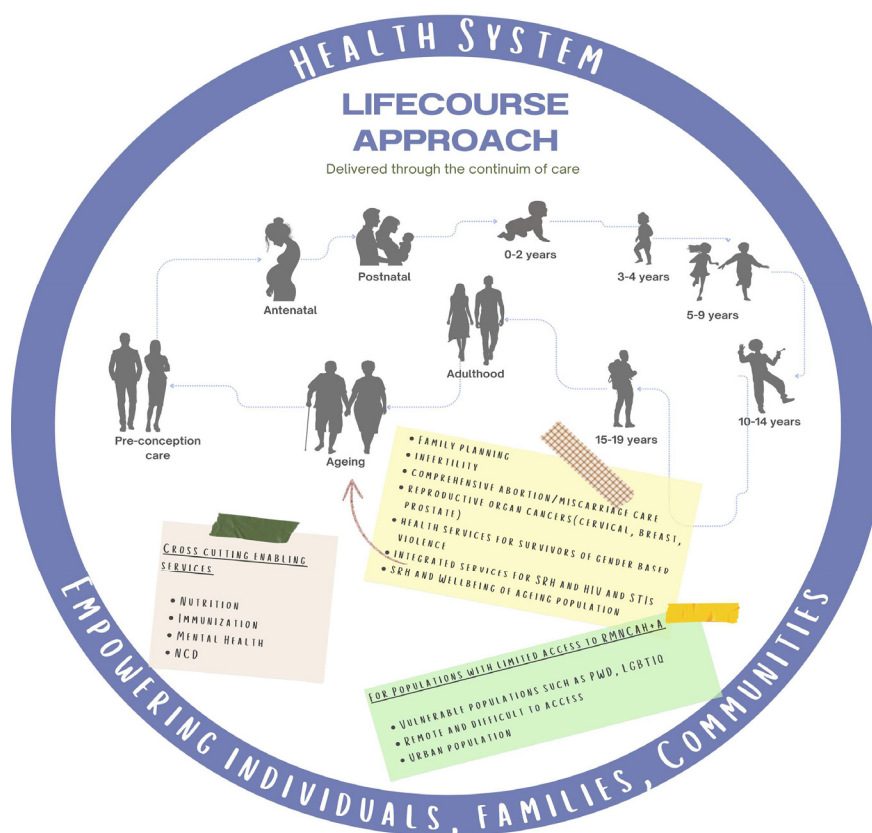 HEALTH SYSTEM
LIFECOURSE
APPROACH
Delivered through the continuim of care
Antenatal
Postnatal
0-2 years
3-4 years
5-9 years
10-14 years
15-19 years
Adulthood
Ageing
Pre-conception
care
• FAMILY PLANNING
• INFERTILITY
• COMPREHENSIVE ABORTION/MISCARRIAGE CARE
• REPRODUCTIVE ORGAN CANCERS(CERVICAL, BREAST,
PROSTATE)
• HEALTH SERVICES FOR SURVIVORS OF GENDER BASED
VIOLENCE
• INTEGRATED SERVICES FOR SRH AND HIV AND STIS
• SRH AND WELLBEING OF AGEING POPULATION
CROSS CUTTING ENABLING
SERVICES
• NUTRITION
• IMMUNIZATION
• MENTAL HEALTH
• NCD
FOR POPULATIONS WITH LIMITED ACCESS TO RMNCAH+A
• VULNERABLE POPULATIONS SUCH AS PWD, LGBTIQ
• REMOTE AND DIFFICULT TO ACCESS
• URBAN POPULATION
EMPOWERING INDIVIDUALS, FAMILIES, COMMUNITIES